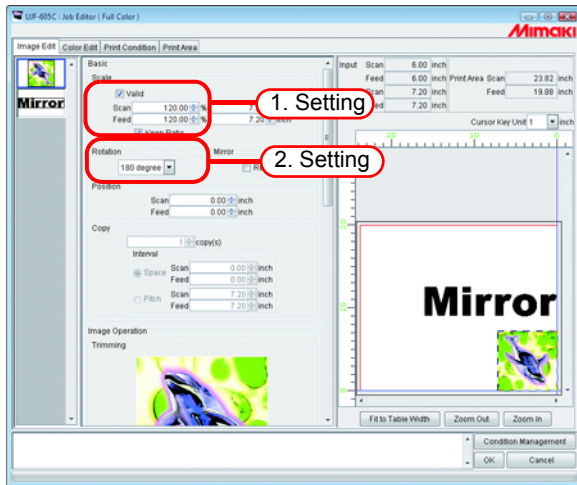 UJF-605C : Job Editor ( Full Color )
Mimaki
Image Edit Color Edit Print Condition Print Area
Mirror
Basic
Scale
Valid
Scan 120.00 %
Feed 120.00 % 7.20 inch
Keep Ratio
1. Setting
Rotation Mirror
180 degree
2. Setting
Position
Scan 0.00 inch
Feed 0.00 inch
Copy
1 copy(s)
Interval
Space Scan 0.00 inch
Feed 0.00 inch
Pitch Scan 7.20 inch
Feed 7.20 inch
Image Operation
Trimming
Input Scan 6.00 inch
Feed 6.00 inch Print Area Scan 23.82 inch
Scan 7.20 inch Feed 19.88 inch
7.20 inch
Cursor Key Unit 1 inch
20 10 0
20
10
0
Mirror
Fit to Table Width Zoom Out Zoom In
Condition Management
OK Cancel